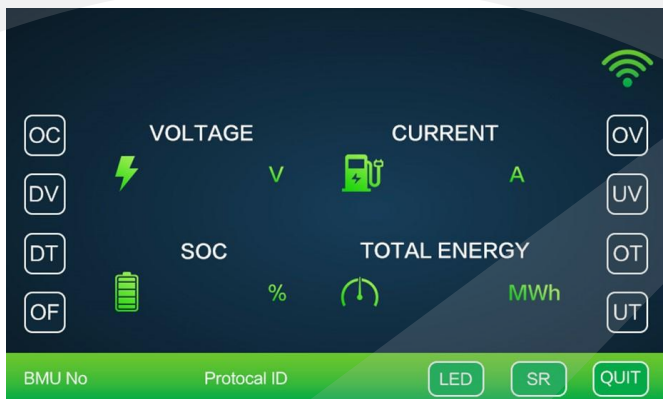 OC VOLTAGE CURRENT OV
V A
DV UV
DT SOC TOTAL ENERGY OT
% MWh
OF UT
BMU No Protocal ID LED SR QUIT